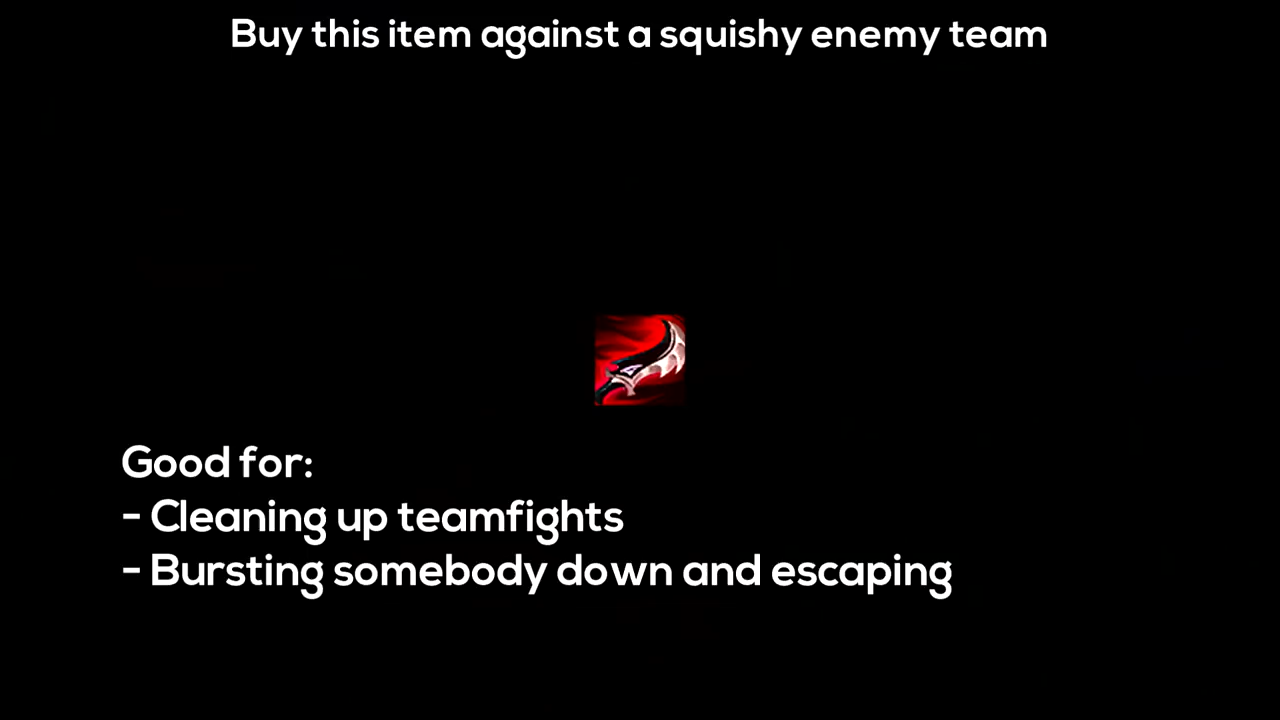 Buy this item against a squishy enemy team
Good for:
- Cleaning up teamfights
- Bursting somebody down and escaping